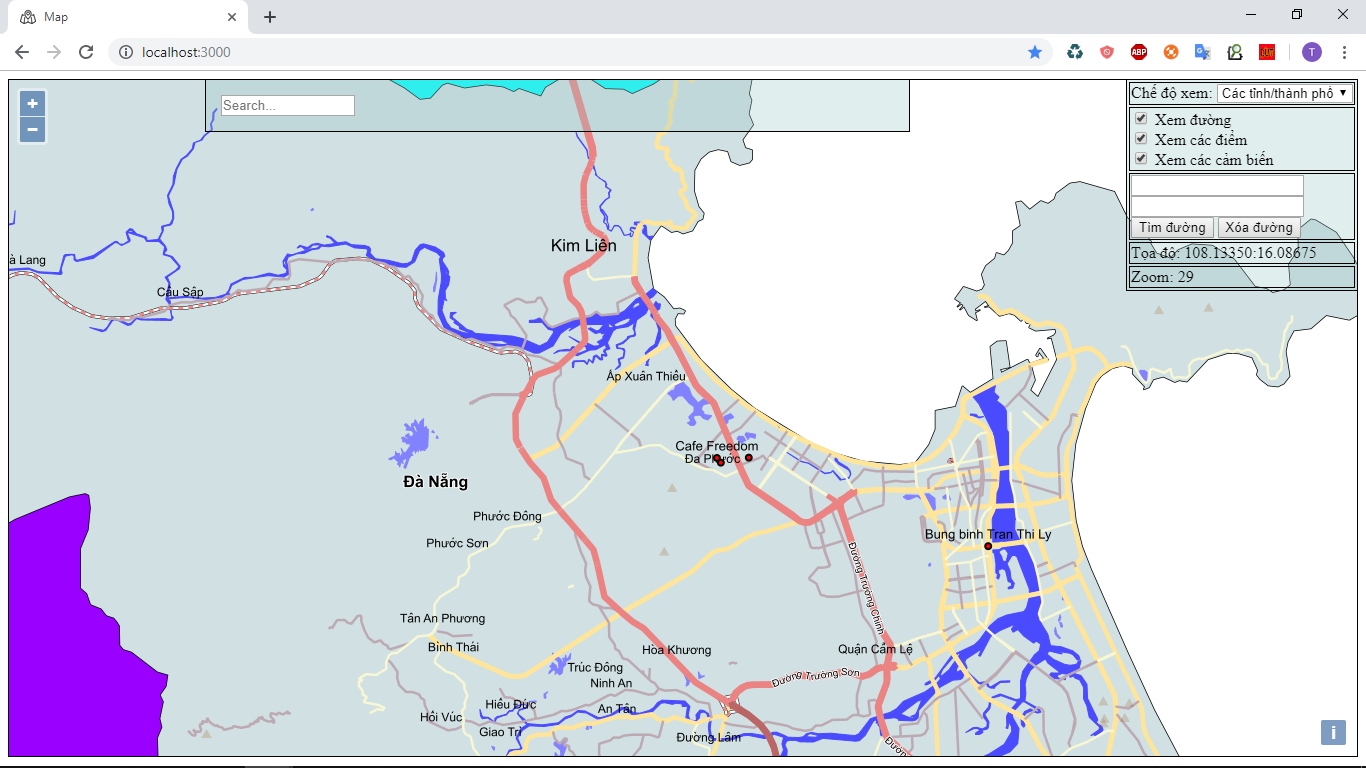 Map
localhost:3000
ABP
T
+
−
Search...
Chế độ xem: Các tỉnh/thành phố
Xem đường
Xem các điểm
Xem các cảm biến
Tìm đường Xóa đường
Tọa độ: 108.13350:16.08675
Zoom: 29
Kim Liên
à Lang
Cầu Sập
Ấp Xuân Thiều
Cafe Freedom
Đa Phước
Đà Nẵng
Phước Đồng
Bung binh Tran Thi Ly
Phước Sơn
Đường Trường Chinh
Tân An Phương
Bình Thái
Hòa Khương
Quận Cẩm Lệ
Trúc Đông
Đường Trường Sơn
Ninh An
Hiếu Đức
An Tân
Hồi Vúc
Giao Trì
Đường Lâm
Đườn
i